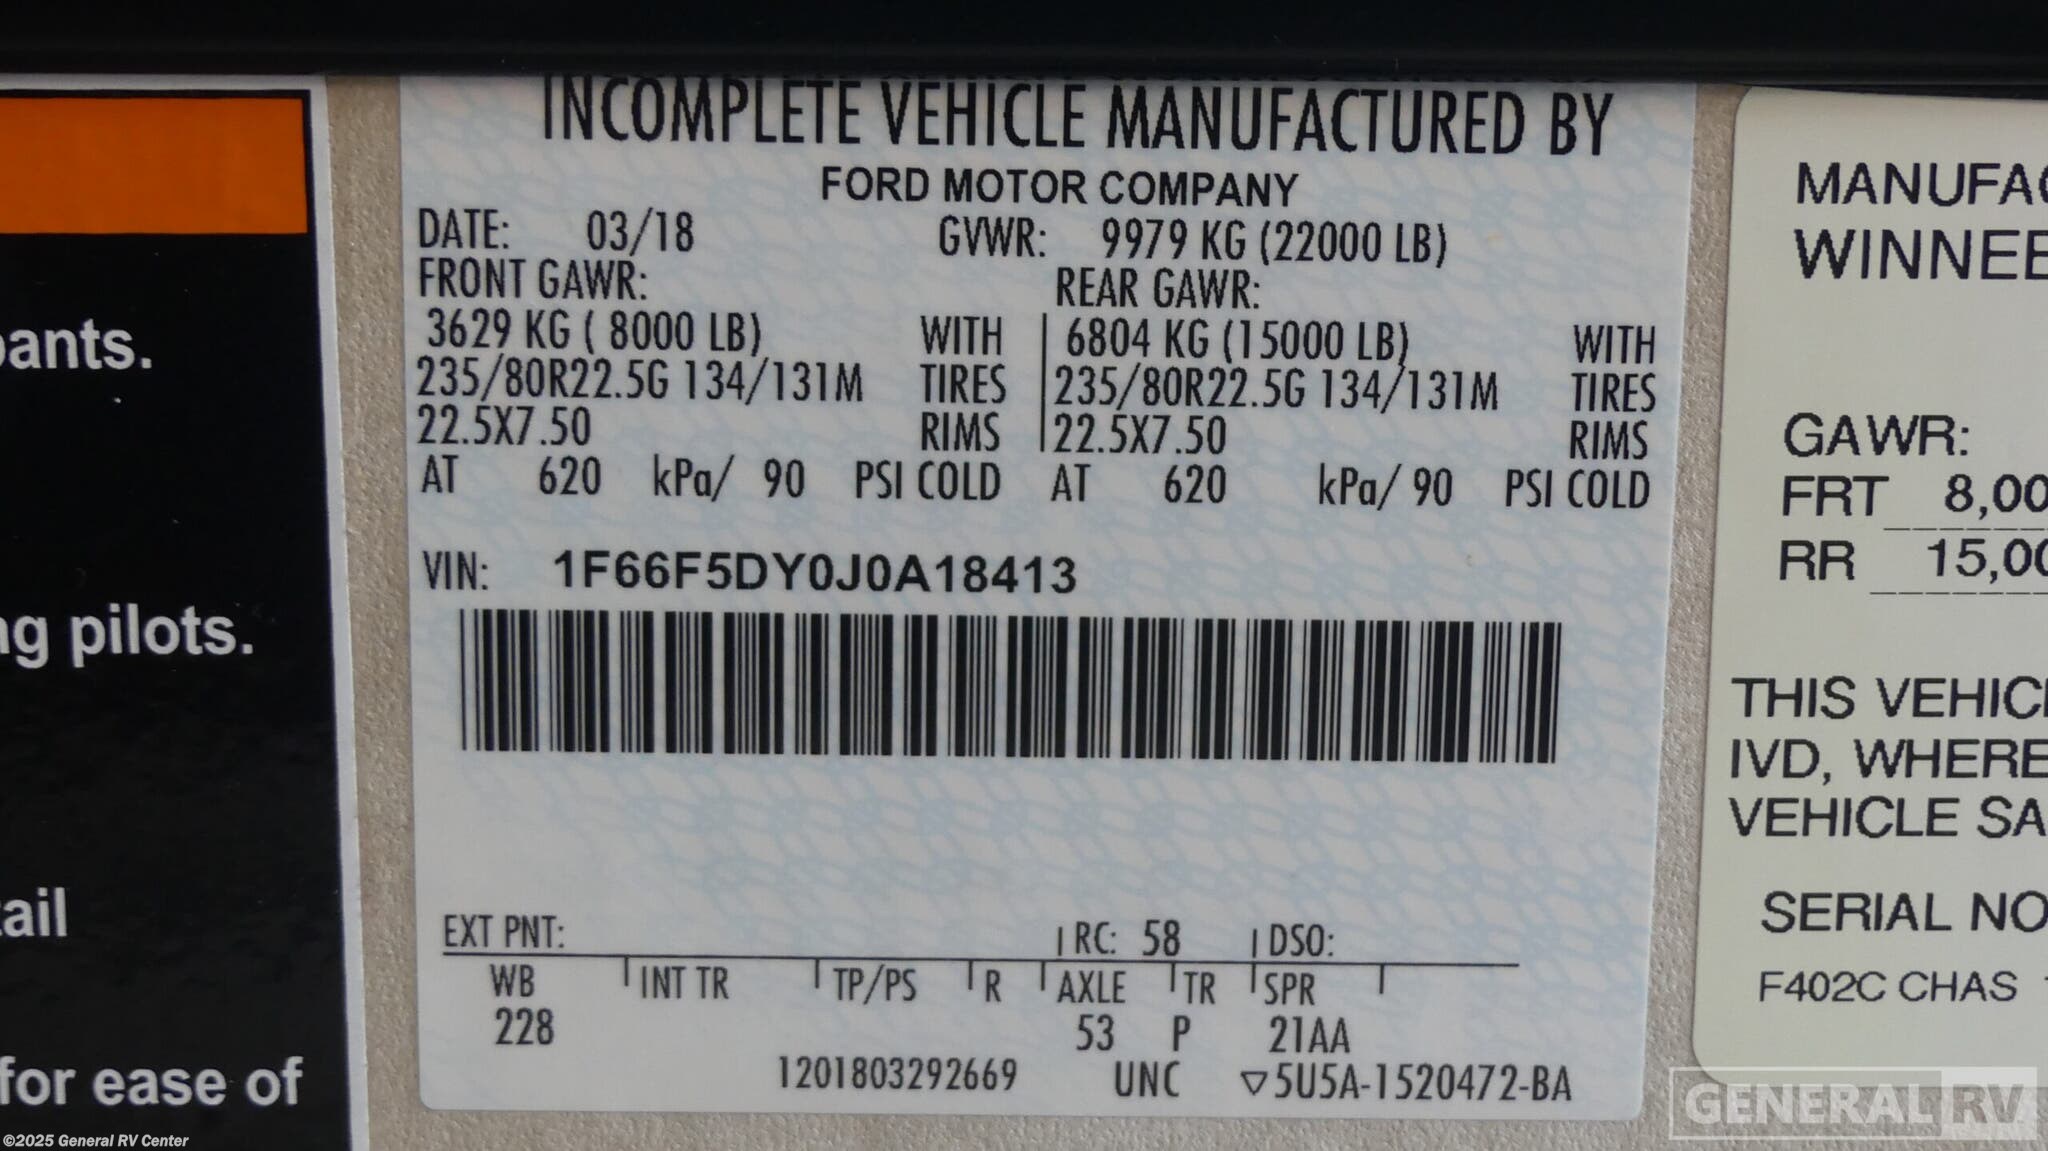 INCOMPLETE VEHICLE MANUFACTURED BY
FORD MOTOR COMPANY
DATE: 03/18 GVWR: 9979 KG (22000 LB)
FRONT GAWR: REAR GAWR:
3629 KG ( 8000 LB) WITH 6804 KG (15000 LB) WITH
235/80R22.5G 134/131M TIRES 235/80R22.5G 134/131M TIRES
22.5X7.50 RIMS 22.5X7.50 RIMS
AT 620 kPa/ 90 PSI COLD AT 620 kPa/ 90 PSI COLD
VIN: 1F66F5DY0J0A18413
EXT PNT: RC: 58 DSO:
WB INT TR TP/PS R AXLE TR SPR
228 53 P 21AA
1201803292669 UNC ▽5U5A-1520472-BA
pants.
ng pilots.
tail
for ease of
MANUFAC
WINNEB
GAWR:
FRT 8,00
RR 15,00
THIS VEHICL
IVD, WHERE
VEHICLE SA
SERIAL NO
F402C CHAS
GENERAL RV
©2025 General RV Center